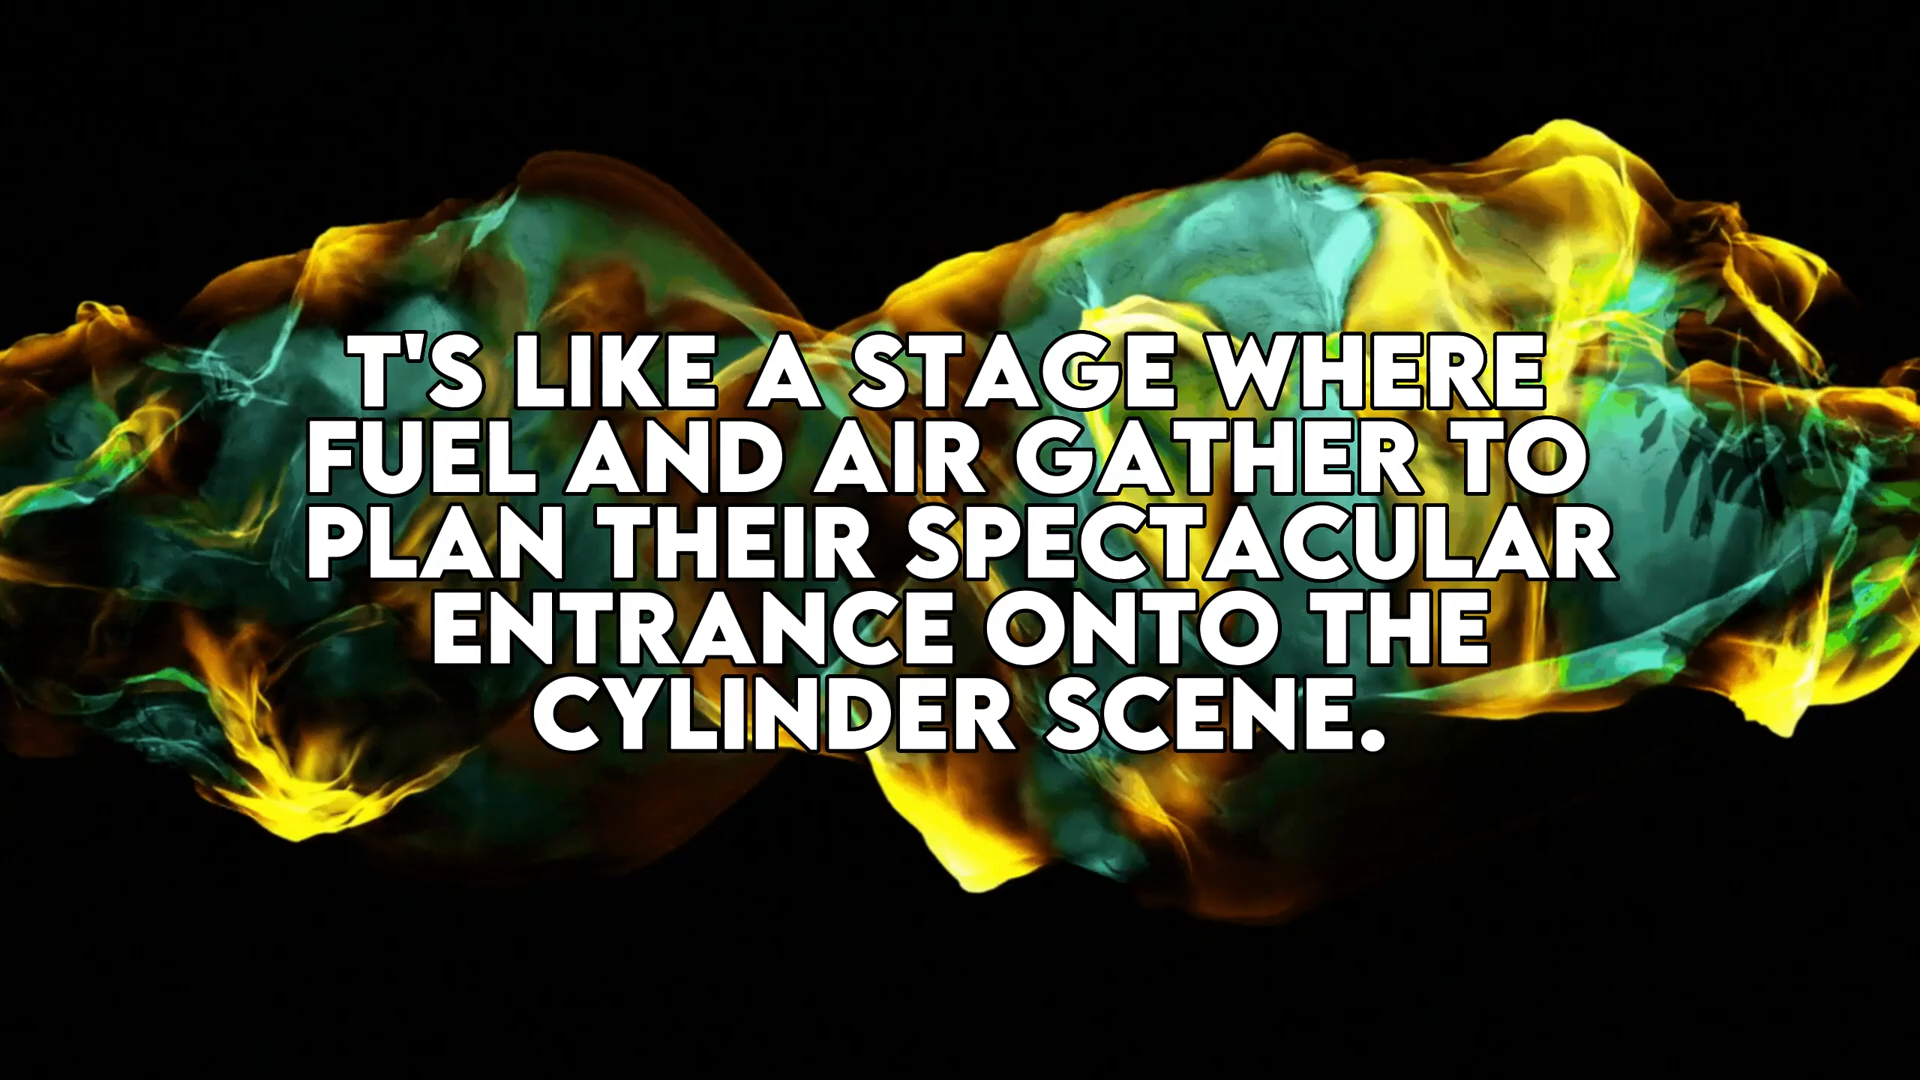 T'S LIKE A STAGE WHERE
FUEL AND AIR GATHER TO
PLAN THEIR SPECTACULAR
ENTRANCE ONTO THE
CYLINDER SCENE.